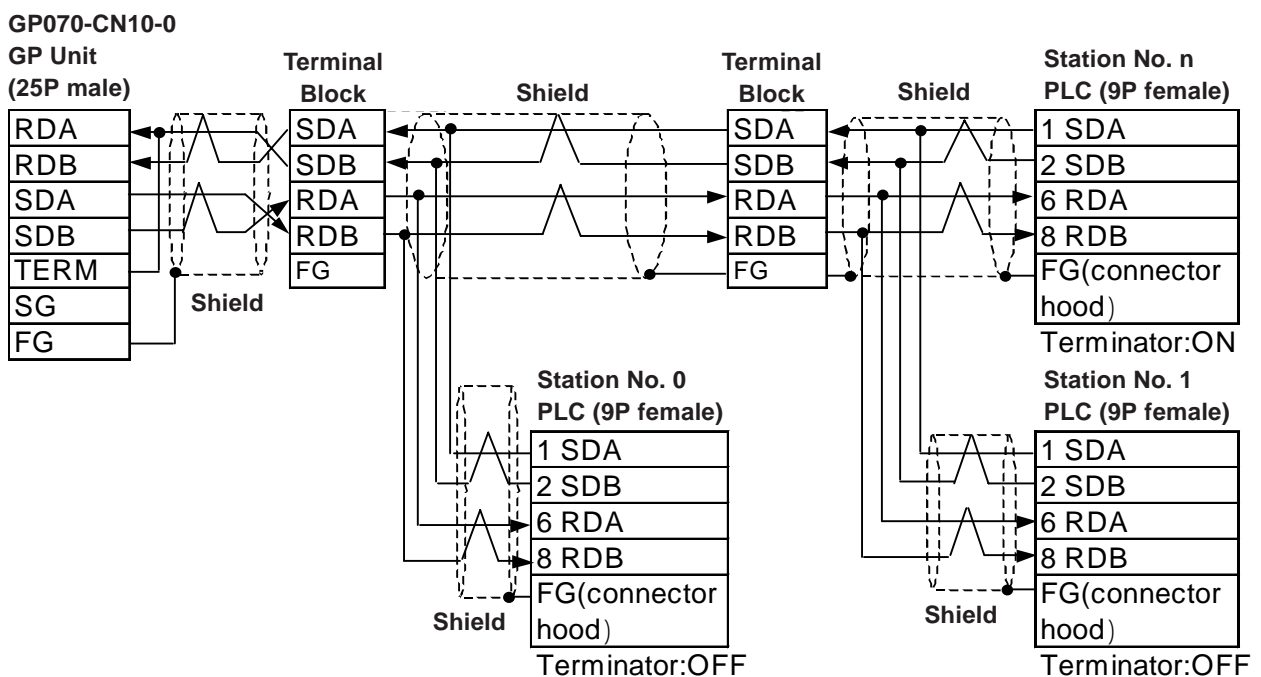 GP070-CN10-0
GP Unit
(25P male)
RDA
RDB
SDA
SDB
TERM
SG
FG
Shield
Terminal
Block
SDA
SDB
RDA
RDB
FG
Shield
Terminal
Block
SDA
SDB
RDA
RDB
FG
Shield
Station No. n
PLC (9P female)
1 SDA
2 SDB
6 RDA
8 RDB
FG(connector
hood)
Terminator:ON
Station No. 0
PLC (9P female)
1 SDA
2 SDB
6 RDA
8 RDB
FG(connector
hood)
Terminator:OFF
Shield
Station No. 1
PLC (9P female)
1 SDA
2 SDB
6 RDA
8 RDB
FG(connector
hood)
Terminator:OFF
Shield